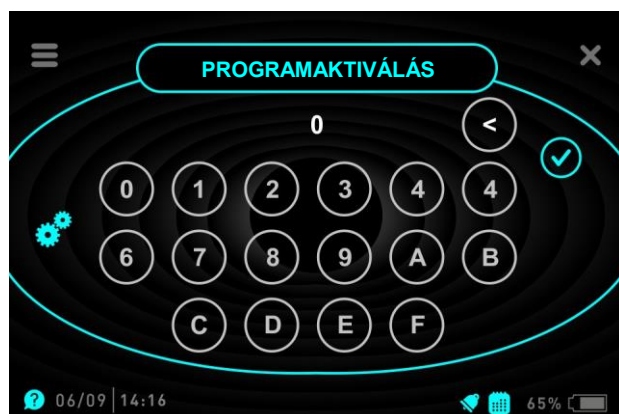 PROGRAMAKTIVÁLÁS
0 <
0 1 2 3 4 4
6 7 8 9 A B
C D E F
? 06/09 14:16 65%